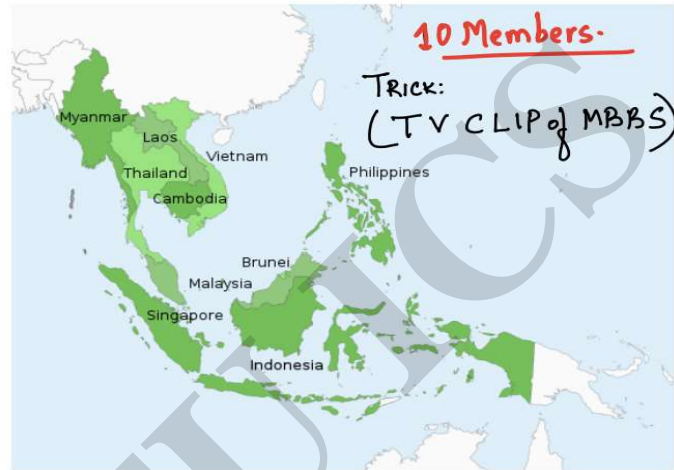 10 Members.
TRICK:
(TV CLIP of MBBS)
Myanmar
Laos
Vietnam
Thailand
Philippines
Cambodia
Brunei
Malaysia
Singapore
Indonesia